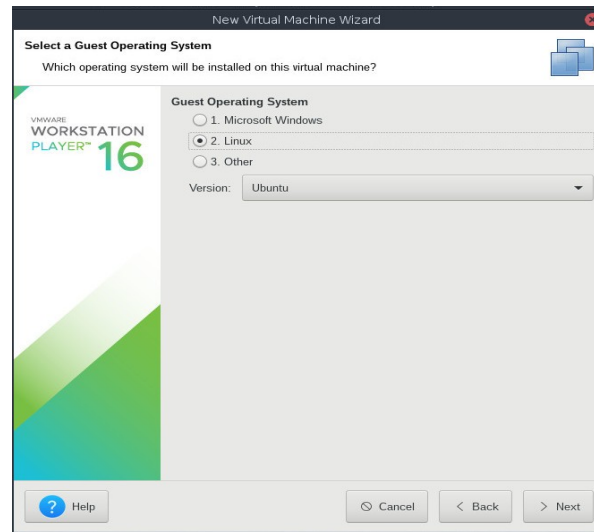 New Virtual Machine Wizard
Select a Guest Operating System
Which operating system will be installed on this virtual machine?
VMWARE
WORKSTATION
PLAYER™ 16
Guest Operating System
1. Microsoft Windows
2. Linux
3. Other
Version: Ubuntu
? Help
Cancel
< Back
> Next